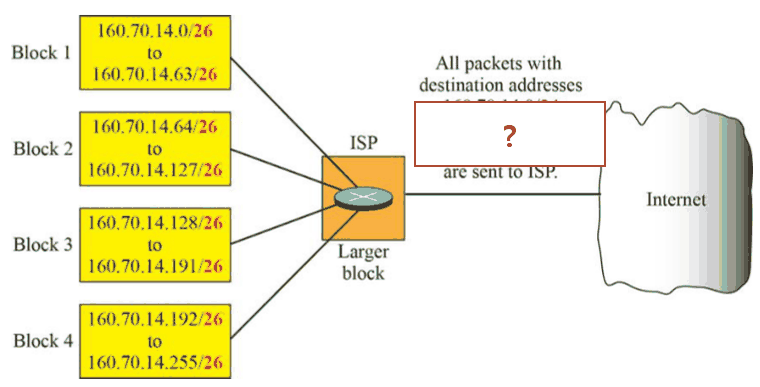 Block 1
160.70.14.0/26
to
160.70.14.63/26
Block 2
160.70.14.64/26
to
160.70.14.127/26
Block 3
160.70.14.128/26
to
160.70.14.191/26
Block 4
160.70.14.192/26
to
160.70.14.255/26
ISP
Larger
block
All packets with
destination addresses
?
are sent to ISP.
Internet